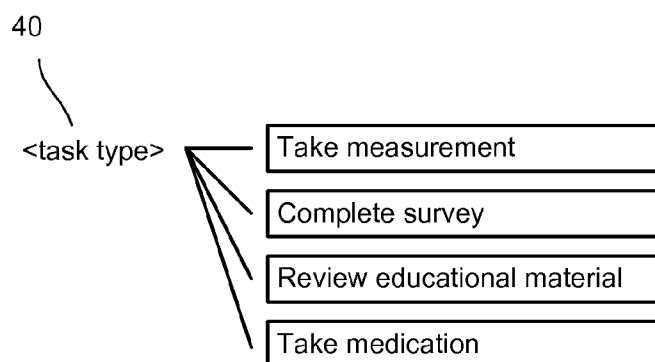 40
<task type>
Take measurement
Complete survey
Review educational material
Take medication